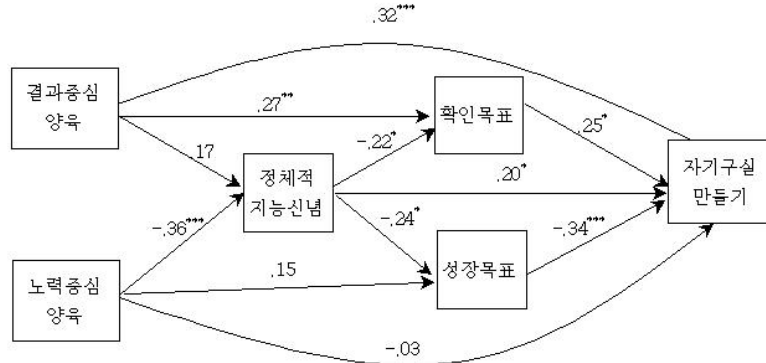 .32***
결과중심
양육
.27**
확인목표
-.22*
.25*
.17
정체적
지능신념
.20*
자기구실
만들기
-.36***
-.24*
-.34***
노력중심
양육
.15
성장목표
-.03